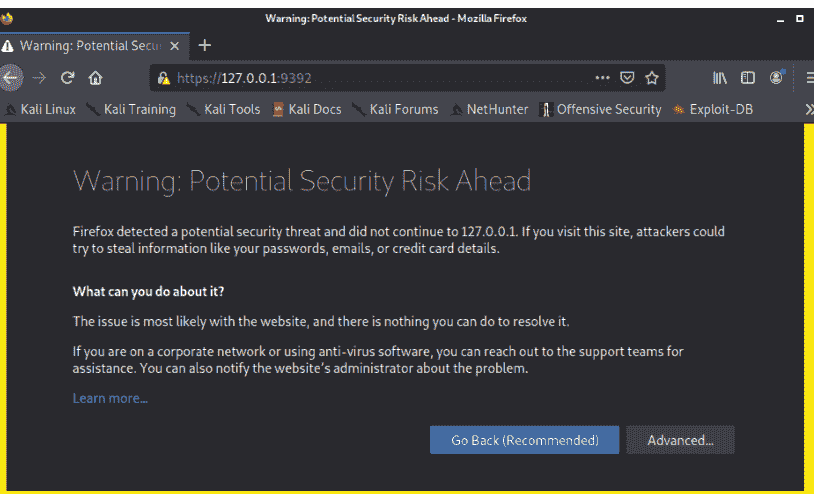 Warning: Potential Security Risk Ahead - Mozilla Firefox
Warning: Potential Secu
https://127.0.0.1:9392
Kali Linux Kali Training Kali Tools Kali Docs Kali Forums NetHunter Offensive Security Exploit-DB
Warning: Potential Security Risk Ahead
Firefox detected a potential security threat and did not continue to 127.0.0.1. If you visit this site, attackers could
try to steal information like your passwords, emails, or credit card details.
What can you do about it?
The issue is most likely with the website, and there is nothing you can do to resolve it.
If you are on a corporate network or using anti-virus software, you can reach out to the support teams for
assistance. You can also notify the website's administrator about the problem.
Learn more...
Go Back (Recommended) Advanced...